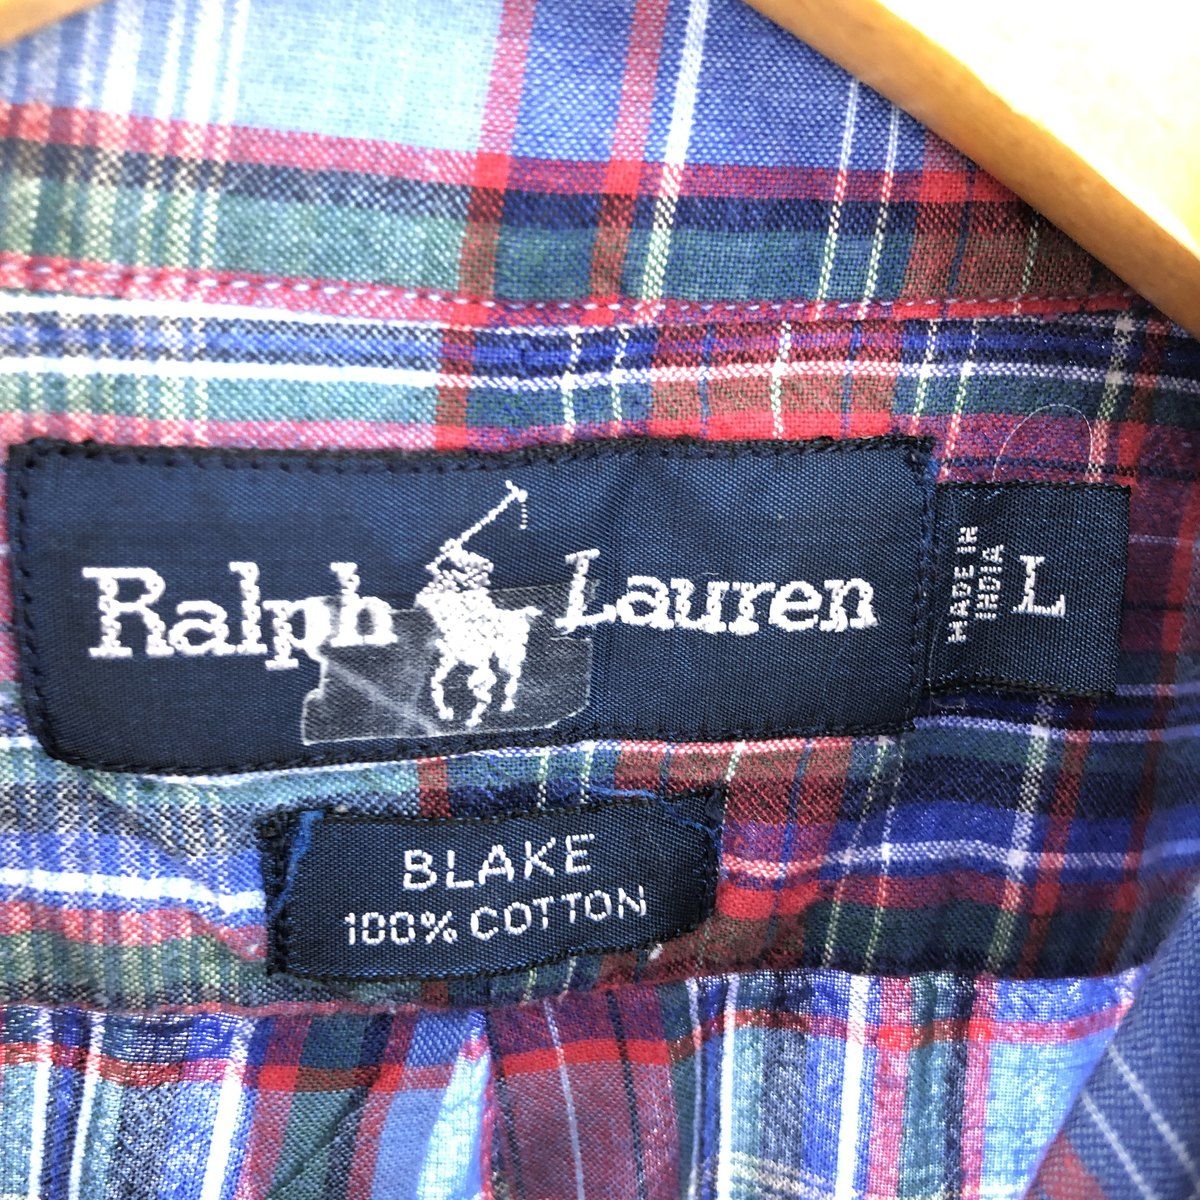 Ralph Lauren
MADE IN
INDIA
L
BLAKE
100% COTTON